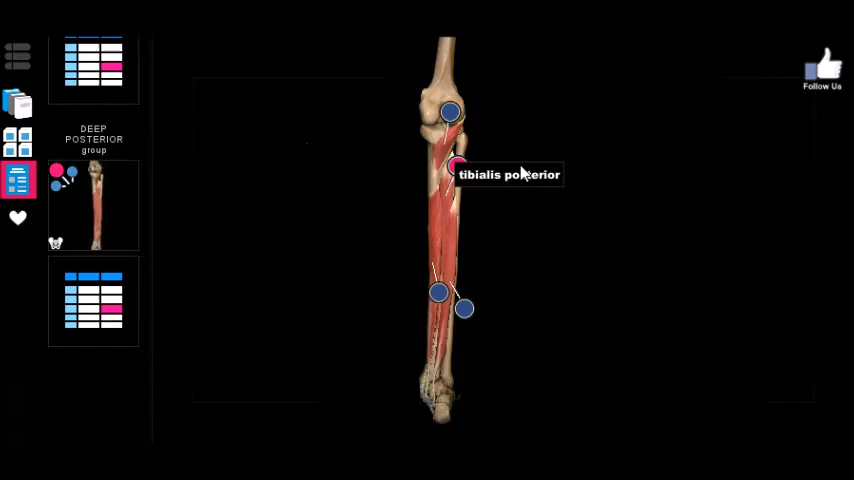 DEEP
POSTERIOR
group
tibialis posterior
Follow Us